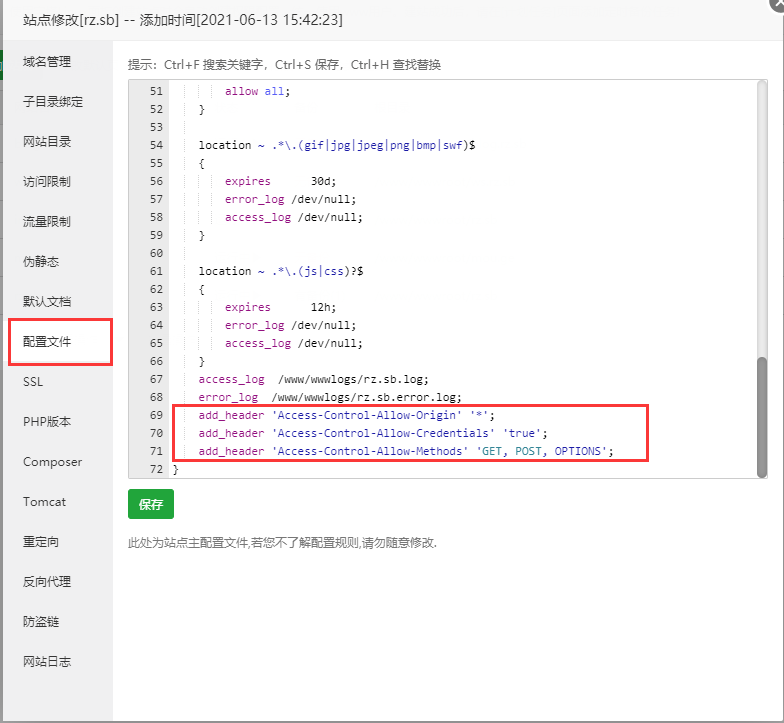 站点修改[rz.sb] -- 添加时间[2021-06-13 15:42:23]
域名管理
子目录绑定
网站目录
访问限制
流量限制
伪静态
默认文档
配置文件
SSL
PHP版本
Composer
Tomcat
重定向
反向代理
防盗链
网站日志
提示：Ctrl+F 搜索关键字，Ctrl+S 保存，Ctrl+H 查找替换
51 allow all;
52 }
53
54 location ~ .*\.(gif|jpg|jpeg|png|bmp|swf)$
55 {
56 expires 30d;
57 error_log /dev/null;
58 access_log /dev/null;
59 }
60
61 location ~ .*\.(js|css)?$
62 {
63 expires 12h;
64 error_log /dev/null;
65 access_log /dev/null;
66 }
67 access_log /www/wwwlogs/rz.sb.log;
68 error_log /www/wwwlogs/rz.sb.error.log;
69 add_header 'Access-Control-Allow-Origin' '*';
70 add_header 'Access-Control-Allow-Credentials' 'true';
71 add_header 'Access-Control-Allow-Methods' 'GET, POST, OPTIONS';
72 }
保存
此处为站点主配置文件,若您不了解配置规则,请勿随意修改.